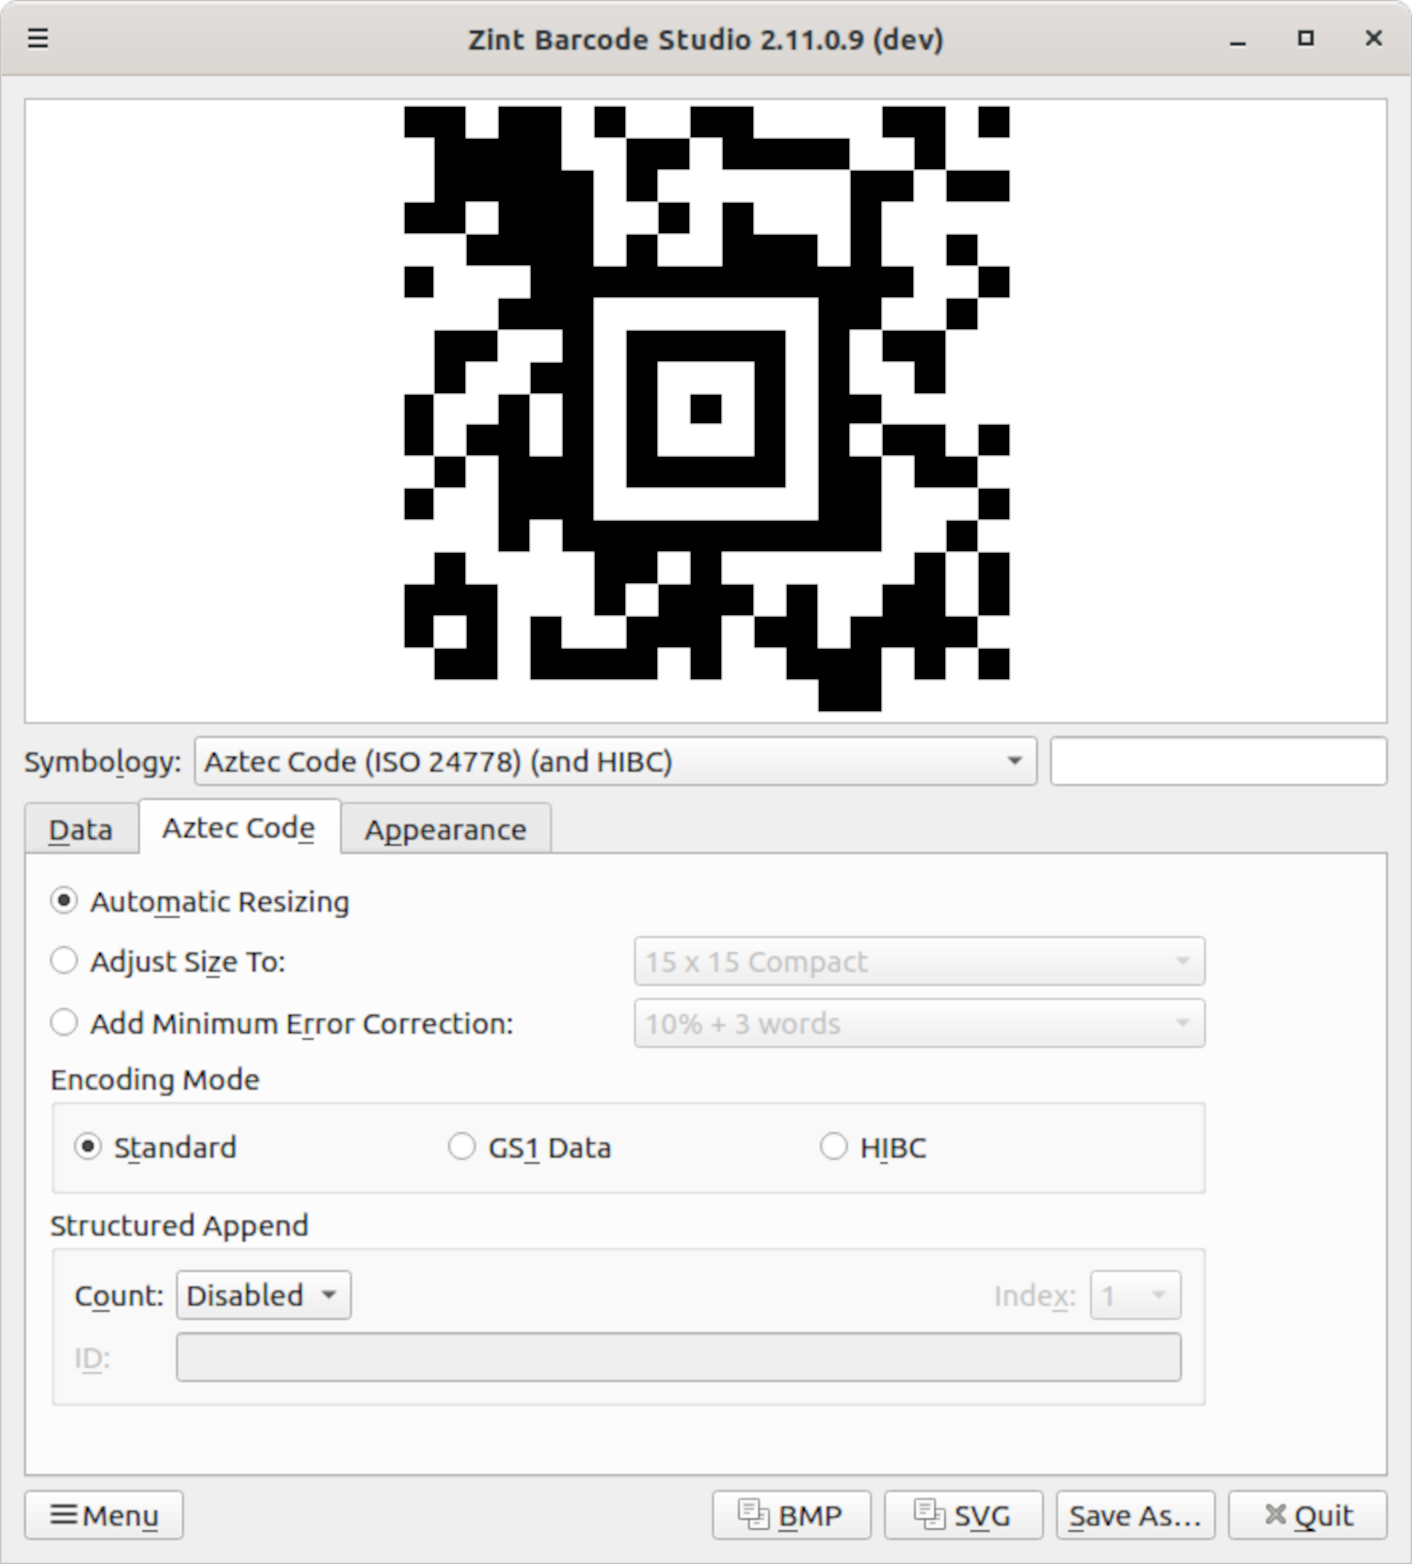 Zint Barcode Studio 2.11.0.9 (dev)
Symbology: Aztec Code (ISO 24778) (and HIBC)
Data Aztec Code Appearance
Automatic Resizing
Adjust Size To: 15 x 15 Compact
Add Minimum Error Correction: 10% + 3 words
Encoding Mode
Standard GS1 Data HIBC
Structured Append
Count: Disabled Index: 1
ID:
Menu BMP SVG Save As... Quit